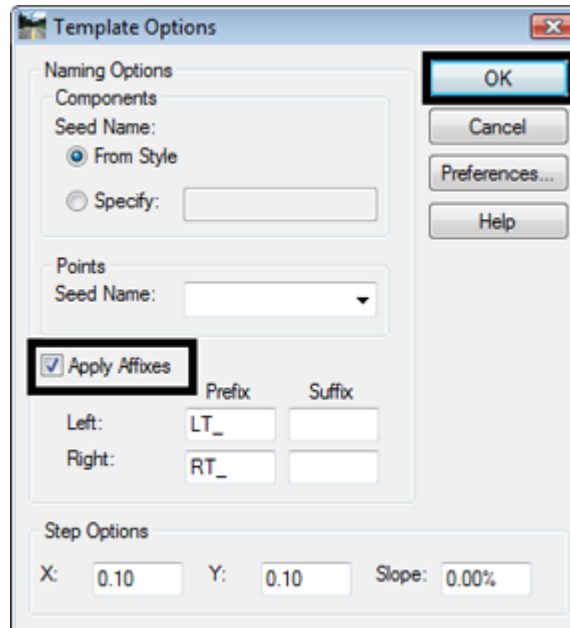 Template Options
Naming Options
Components
Seed Name:
From Style
Specify:
Points
Seed Name:
Apply Affixes
Prefix Suffix
Left: LT_
Right: RT_
OK
Cancel
Preferences...
Help
Step Options
X: 0.10 Y: 0.10 Slope: 0.00%